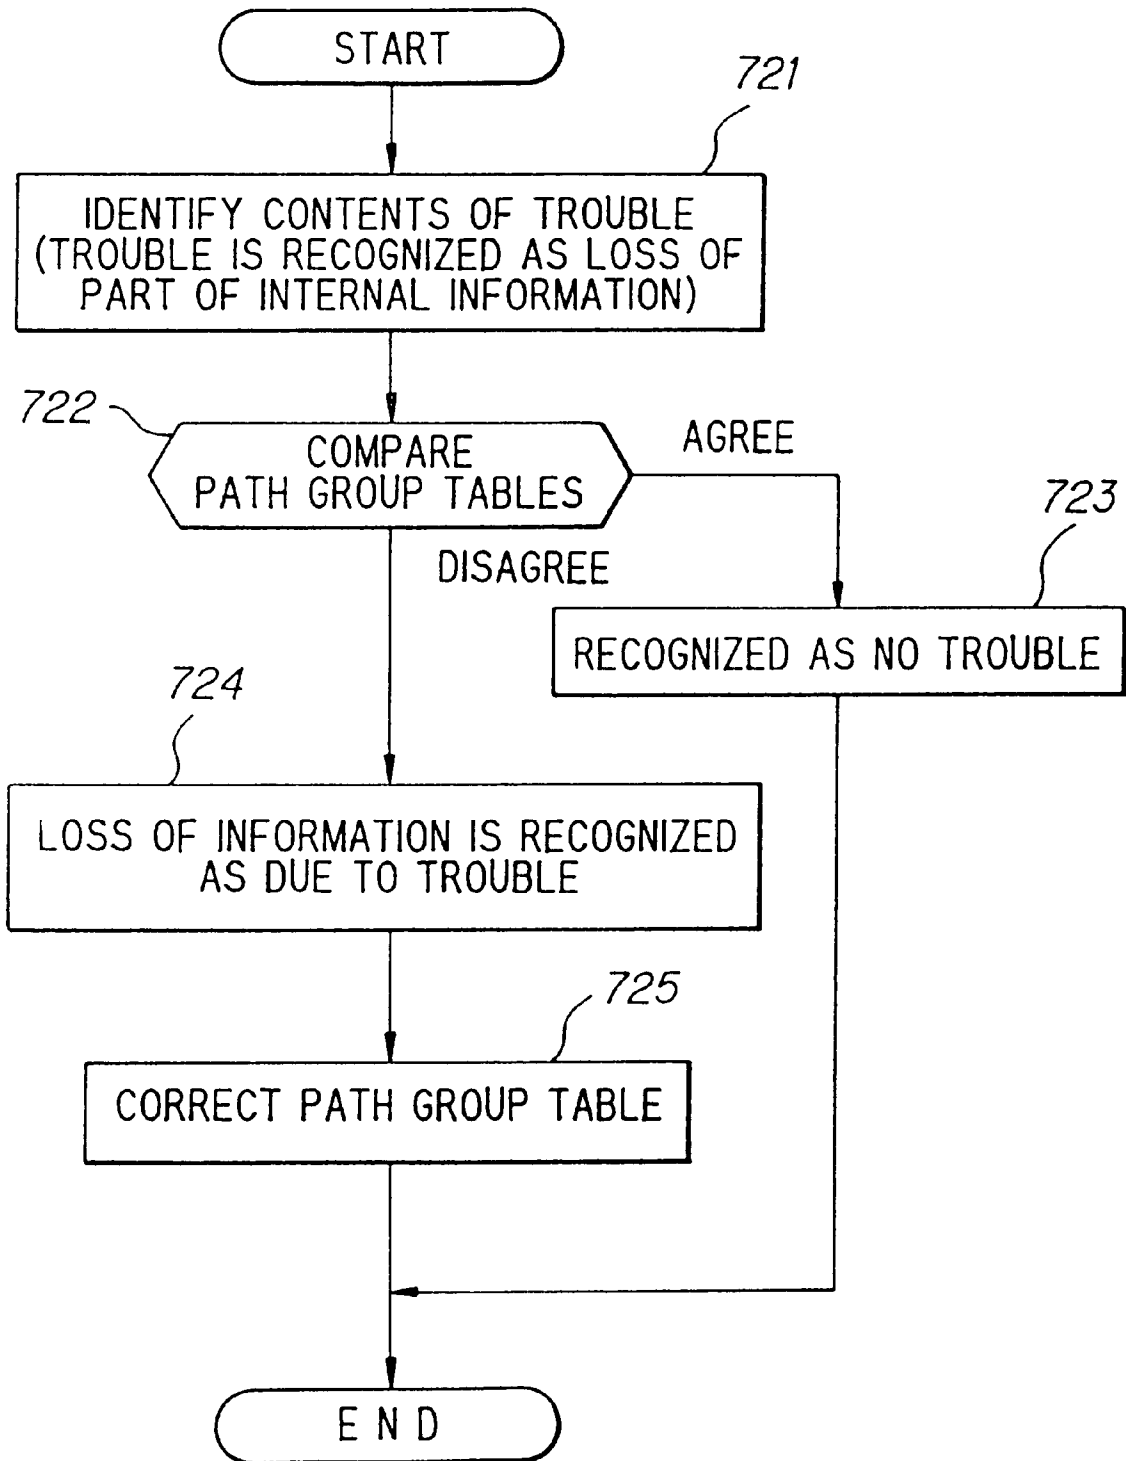 START
721
IDENTIFY CONTENTS OF TROUBLE
(TROUBLE IS RECOGNIZED AS LOSS OF
PART OF INTERNAL INFORMATION)
722
COMPARE
PATH GROUP TABLES
AGREE
DISAGREE
723
RECOGNIZED AS NO TROUBLE
724
LOSS OF INFORMATION IS RECOGNIZED
AS DUE TO TROUBLE
725
CORRECT PATH GROUP TABLE
END